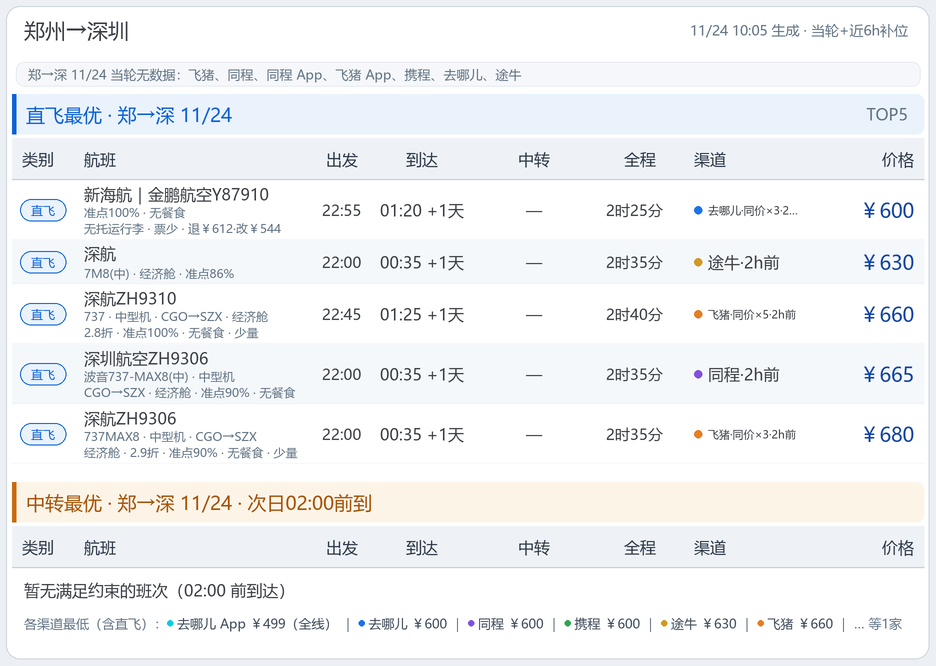 郑州→深圳
11/24 10:05 生成 · 当轮+近6h补位
郑→深 11/24 当轮无数据：飞猪、同程、同程 App、飞猪 App、携程、去哪儿、途牛
直飞最优 · 郑→深 11/24 TOP5
类别 航班 出发 到达 中转 全程 渠道 价格
直飞 新海航｜金鹏航空Y87910 22:55 01:20 +1天 — 2时25分 去哪儿·同价×3·2... ¥600
准点100% · 无餐食
无托运行李 · 票少 · 退¥612·改¥544
直飞 深航 22:00 00:35 +1天 — 2时35分 途牛·2h前 ¥630
7M8(中) · 经济舱 · 准点86%
直飞 深航ZH9310 22:45 01:25 +1天 — 2时40分 飞猪·同价×5·2h前 ¥660
737 · 中型机 · CGO→SZX · 经济舱
2.8折 · 准点100% · 无餐食 · 少量
直飞 深圳航空ZH9306 22:00 00:35 +1天 — 2时35分 同程·2h前 ¥665
波音737-MAX8(中) · 中型机
CGO→SZX · 经济舱 · 准点90% · 无餐食
直飞 深航ZH9306 22:00 00:35 +1天 — 2时35分 飞猪·同价×3·2h前 ¥680
737MAX8 · 中型机 · CGO→SZX
经济舱 · 2.9折 · 准点90% · 无餐食 · 少量
中转最优 · 郑→深 11/24 · 次日02:00前到
类别 航班 出发 到达 中转 全程 渠道 价格
暂无满足约束的班次（02:00 前到达）
各渠道最低（含直飞）: 去哪儿 App ¥499（全线） | 去哪儿 ¥600 | 同程 ¥600 | 携程 ¥600 | 途牛 ¥630 | 飞猪 ¥660 | ... 等1家